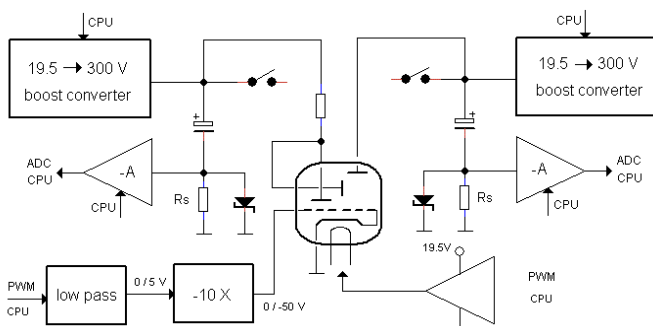 CPU
19.5 → 300 V
boost converter
CPU
19.5 → 300 V
boost converter
+
+
ADC
CPU
-A
CPU
Rs
-A
ADC
CPU
Rs
CPU
PWM
CPU
low pass
0 / 5 V
-10 X
0 / -50 V
19.5V
PWM
CPU